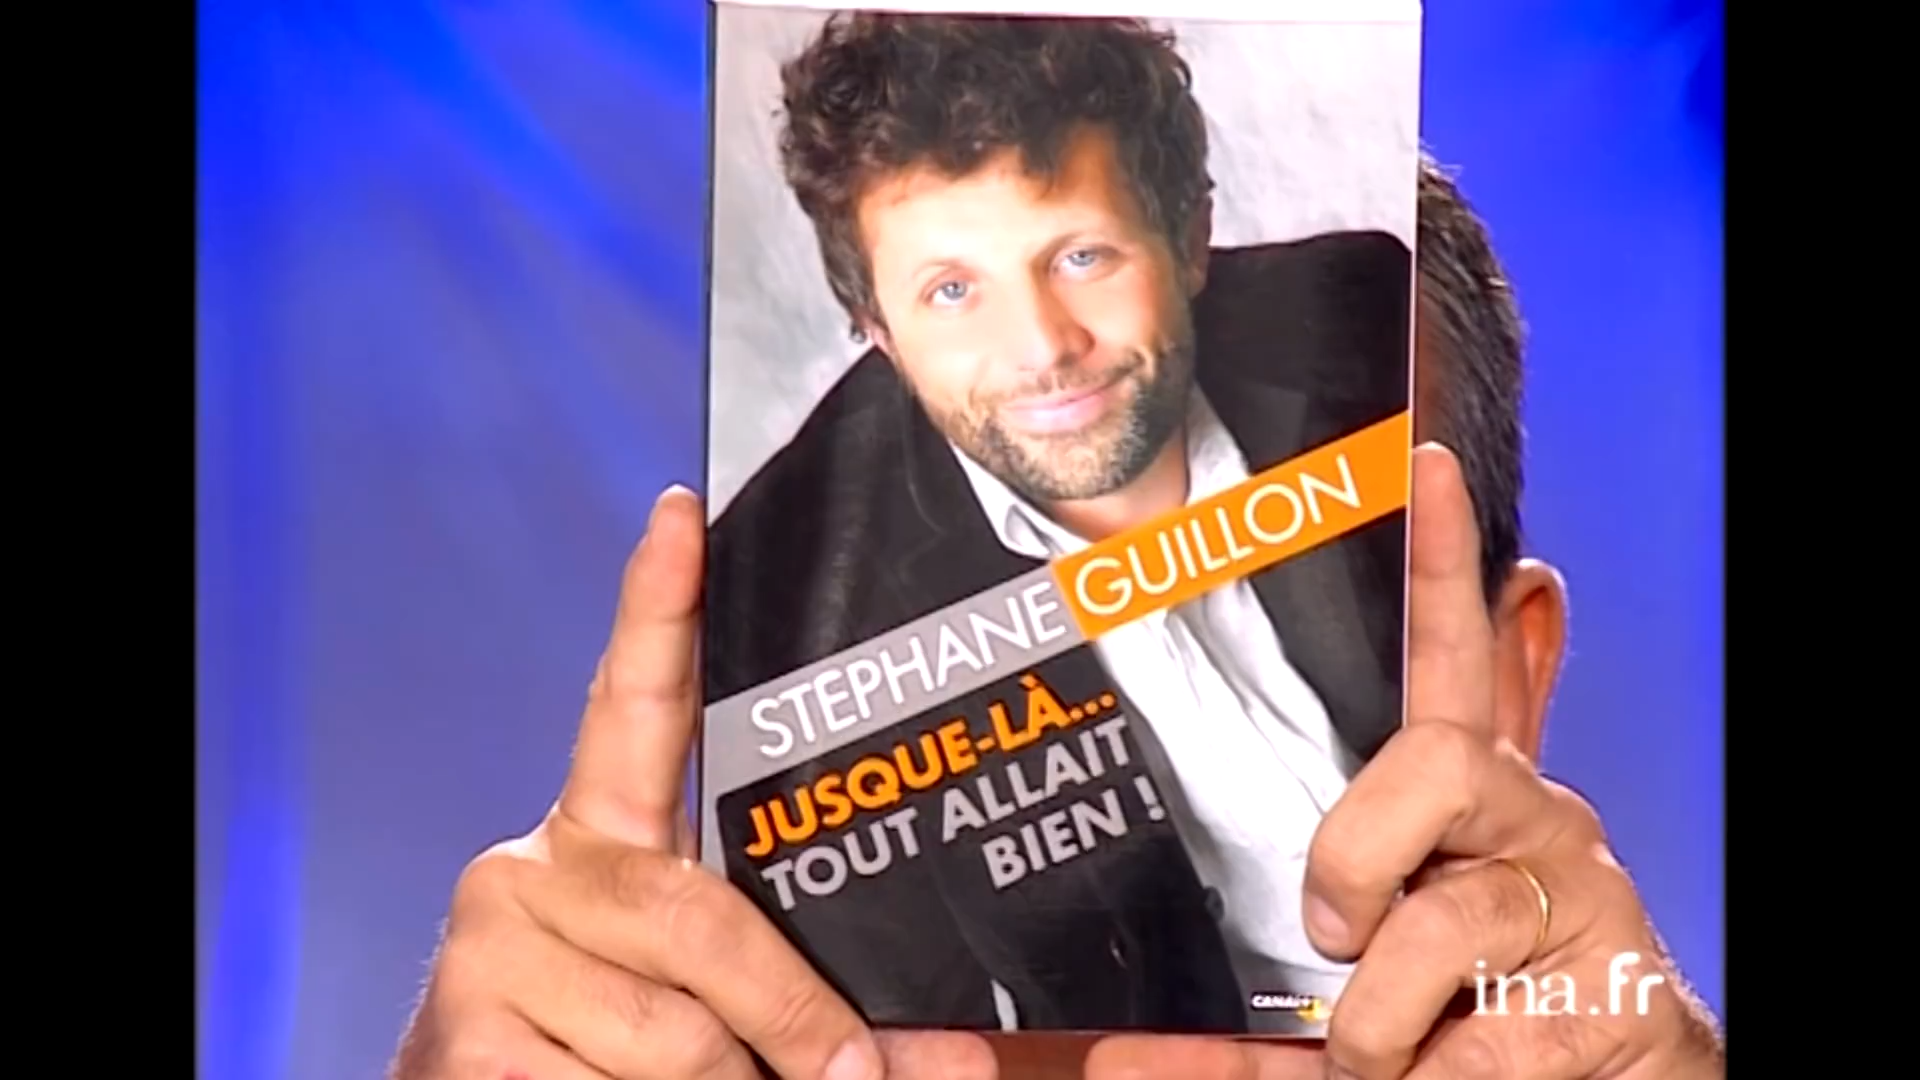 STEPHANE GUILLON
JUSQUE-LÀ...
TOUT ALLAIT
BIEN !
CANAL+
ina.fr